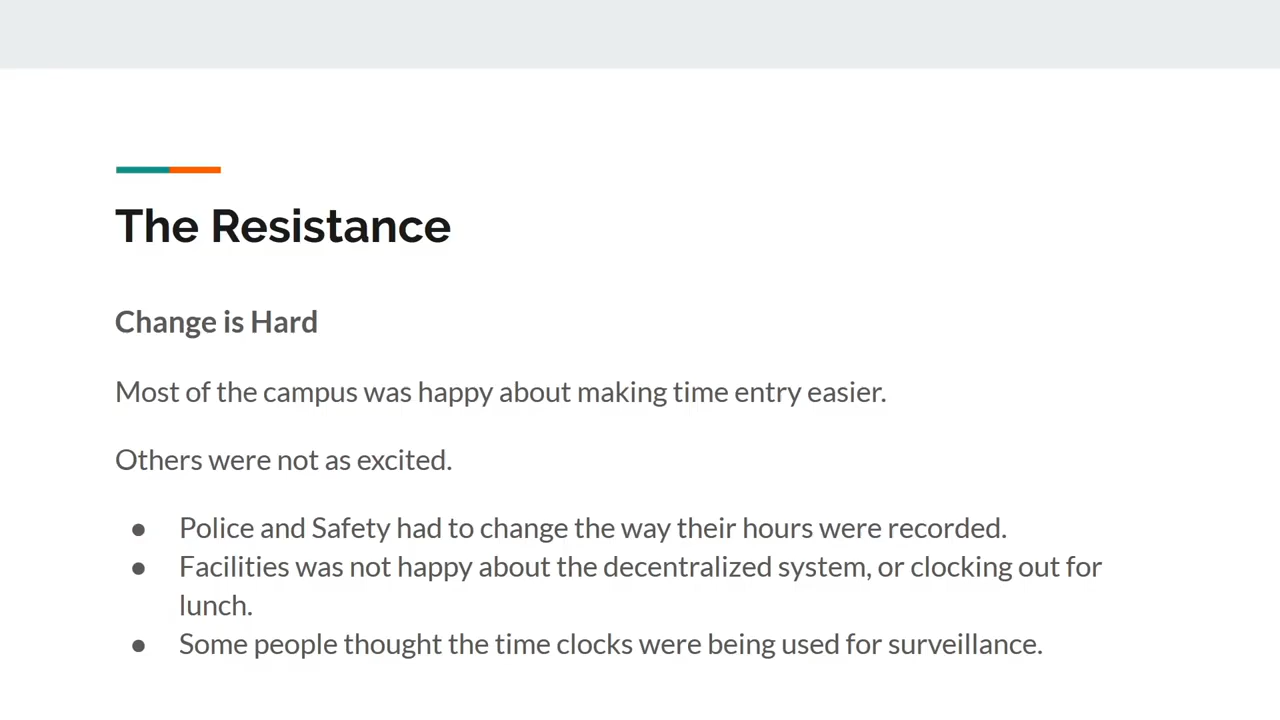 The Resistance
Change is Hard
Most of the campus was happy about making time entry easier.
Others were not as excited.
● Police and Safety had to change the way their hours were recorded.
● Facilities was not happy about the decentralized system, or clocking out for
lunch.
● Some people thought the time clocks were being used for surveillance.